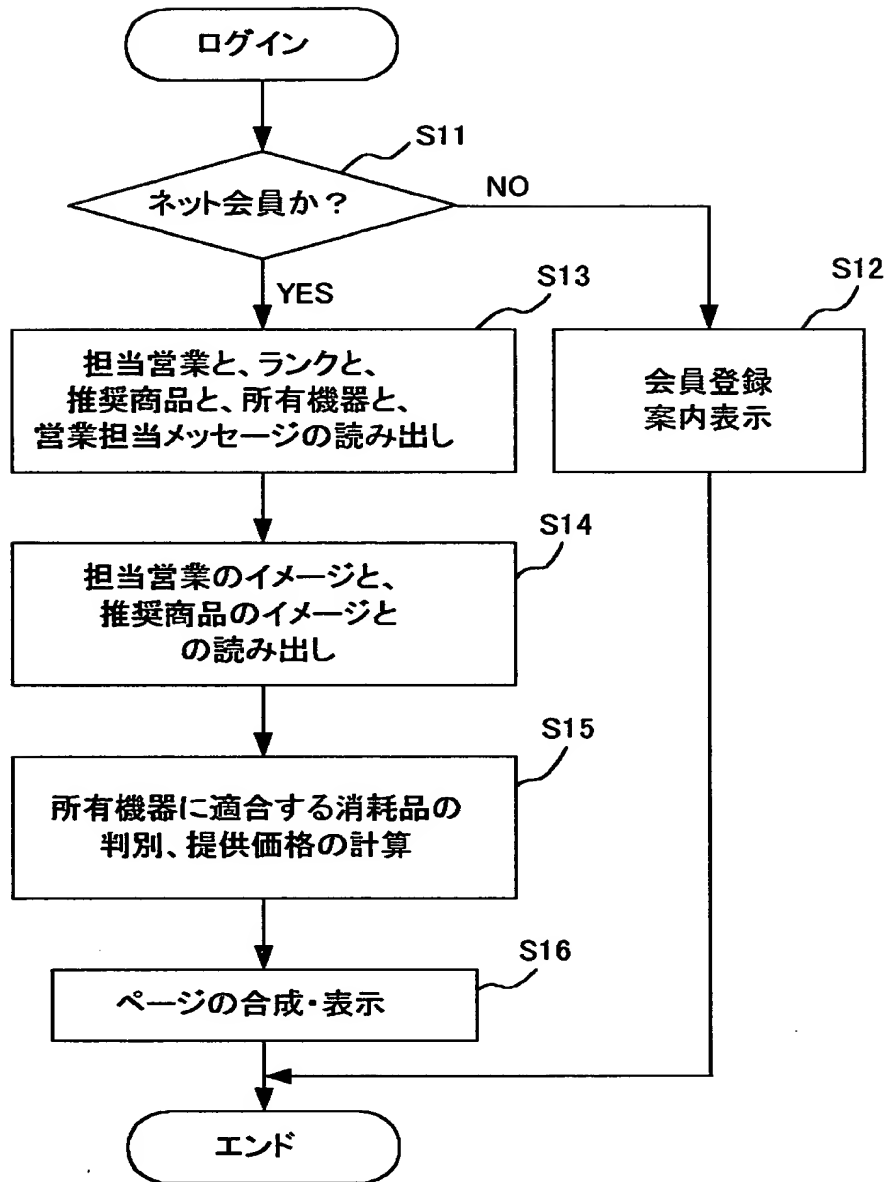 ログイン
S11
ネット会員か?
NO
YES
S13
担当営業と、ランクと、
推奨商品と、所有機器と、
営業担当メッセージの読み出し
S12
会員登録
案内表示
S14
担当営業のイメージと、
推奨商品のイメージと
の読み出し
S15
所有機器に適合する消耗品の
判別、提供価格の計算
S16
ページの合成・表示
エンド